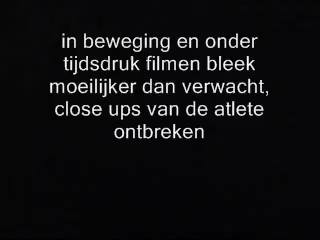 in beweging en onder
tijdsdruk filmen bleek
moeilijker dan verwacht,
close ups van de atlete
ontbreken